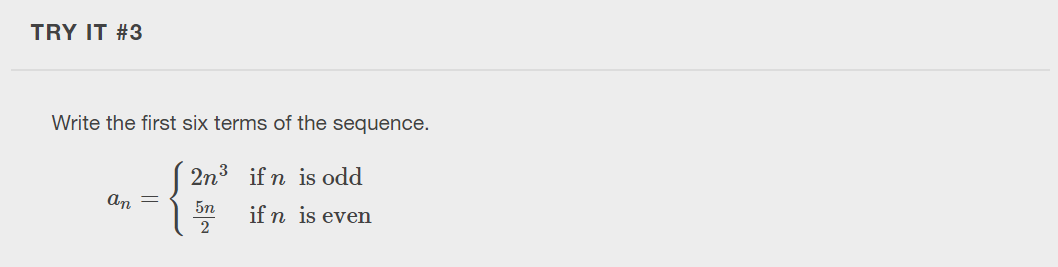 TRY IT #3
Write the first six terms of the sequence.
aₙ = { 2n³ if n is odd
5n/2 if n is even